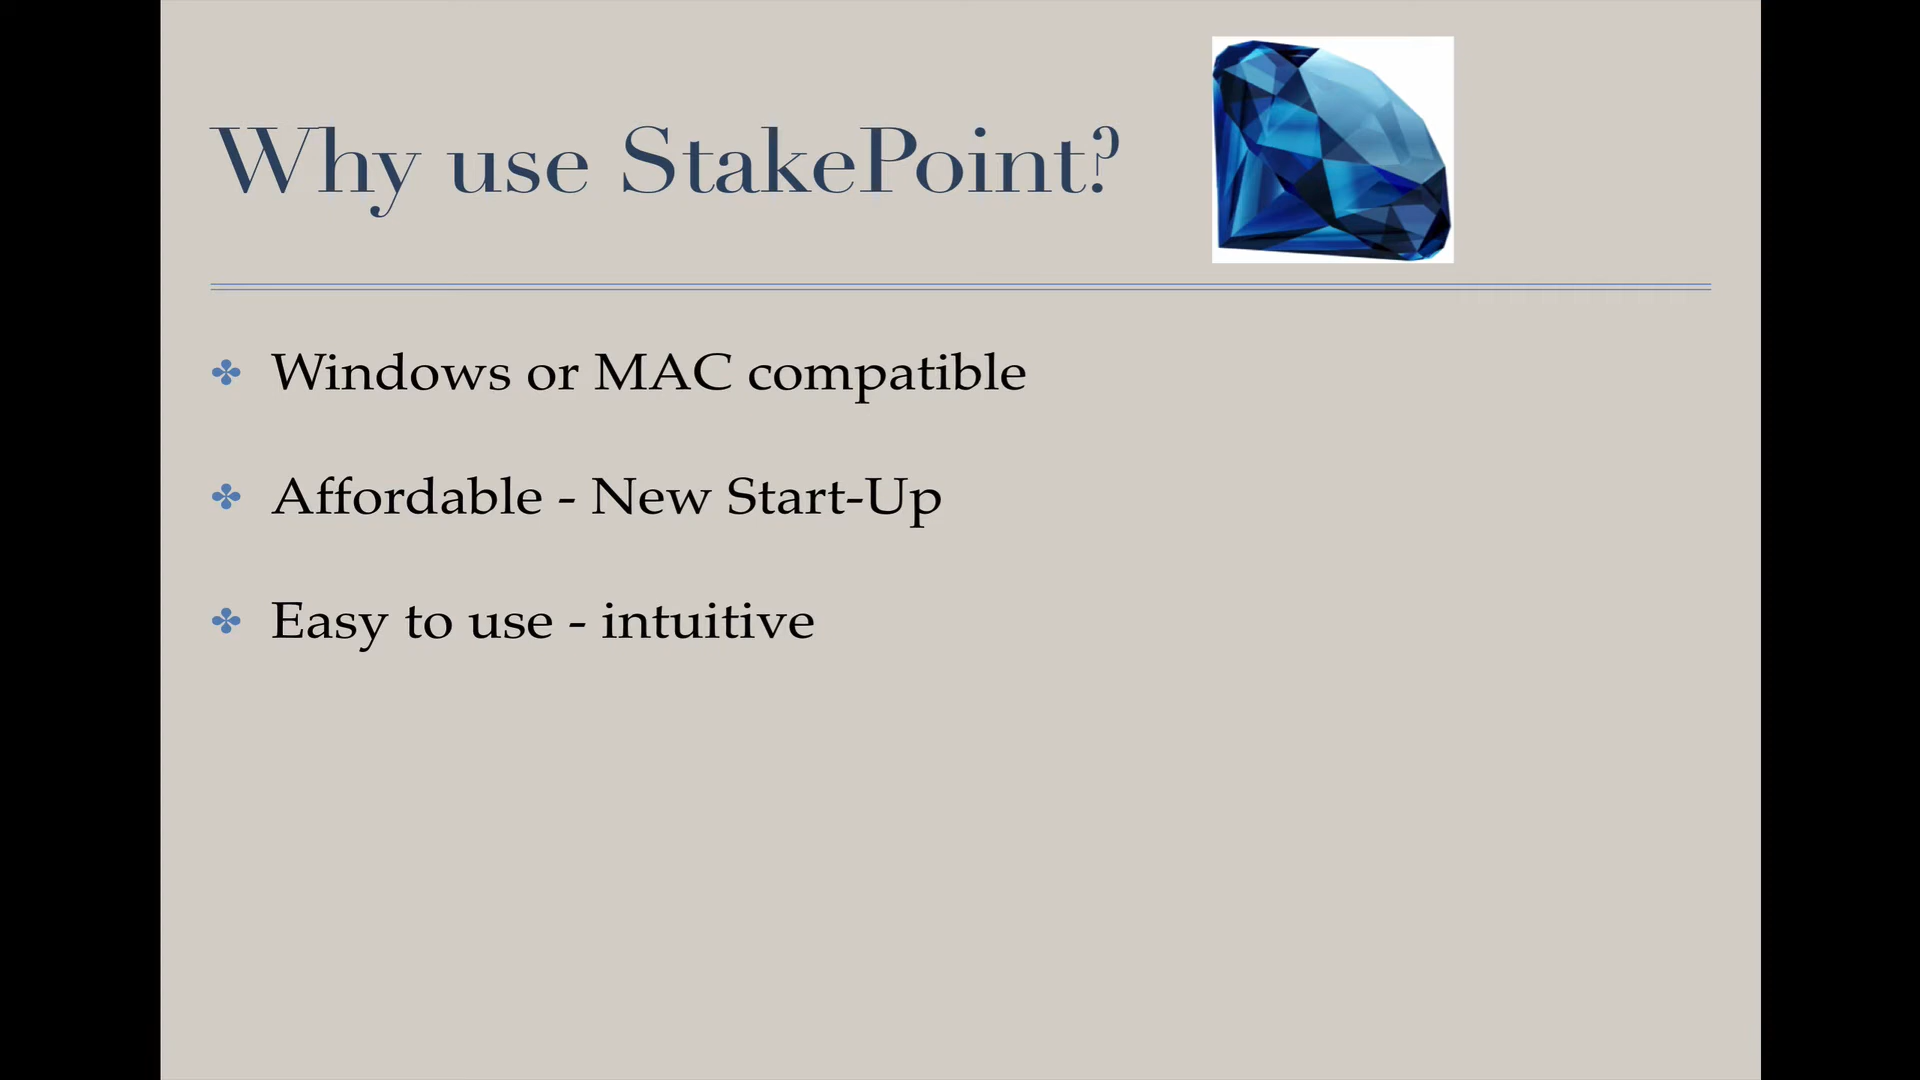 Why use StakePoint?
Windows or MAC compatible
Affordable - New Start-Up
Easy to use - intuitive